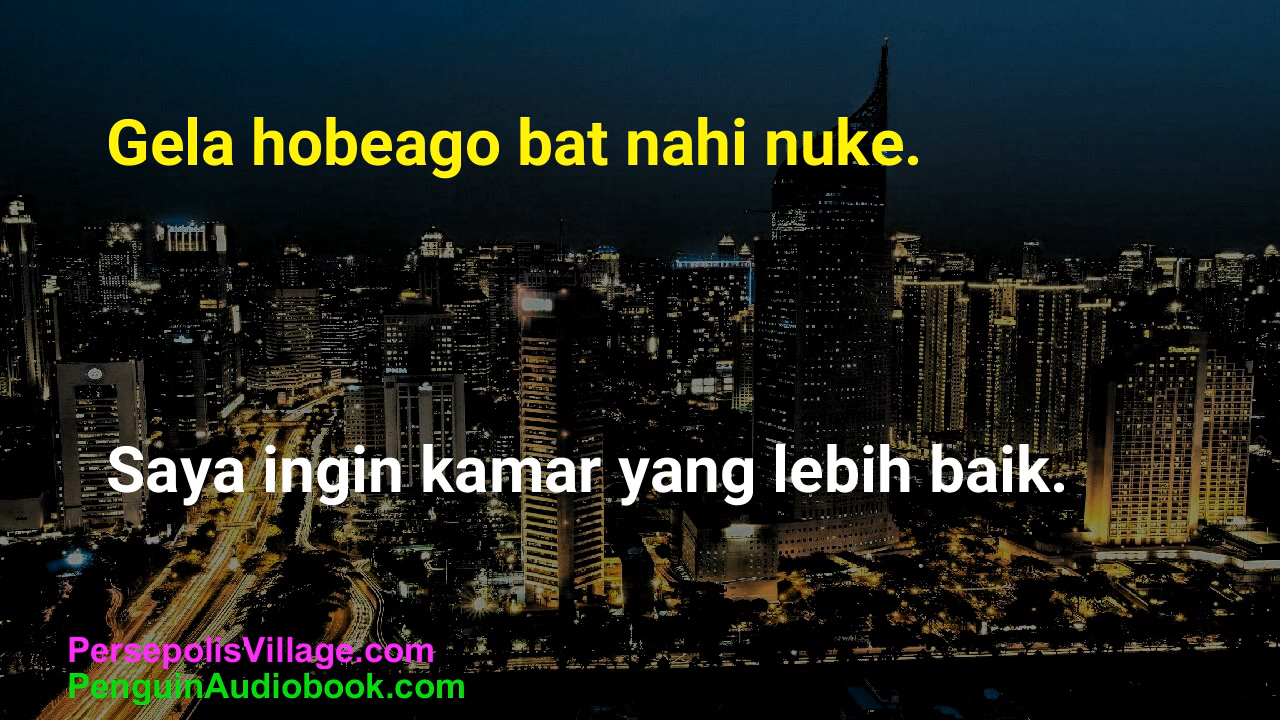 Gela hobeago bat nahi nuke.
Saya ingin kamar yang lebih baik.
PersepolisVillage.com
PenguinAudiobook.com